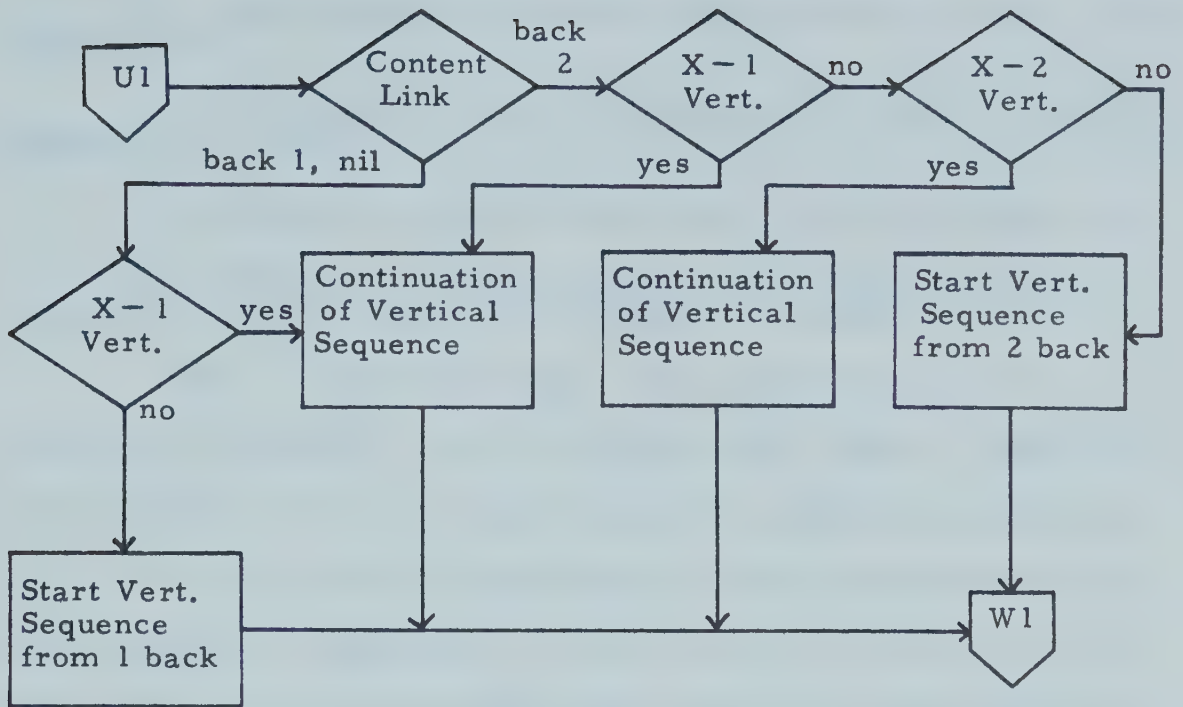 U1
Content
Link
back
2
X-1
Vert.
no
X-2
Vert.
no
back 1, nil
yes
yes
X-1
Vert.
yes
no
Continuation
of Vertical
Sequence
Continuation
of Vertical
Sequence
Start Vert.
Sequence
from 2 back
Start Vert.
Sequence
from 1 back
W1